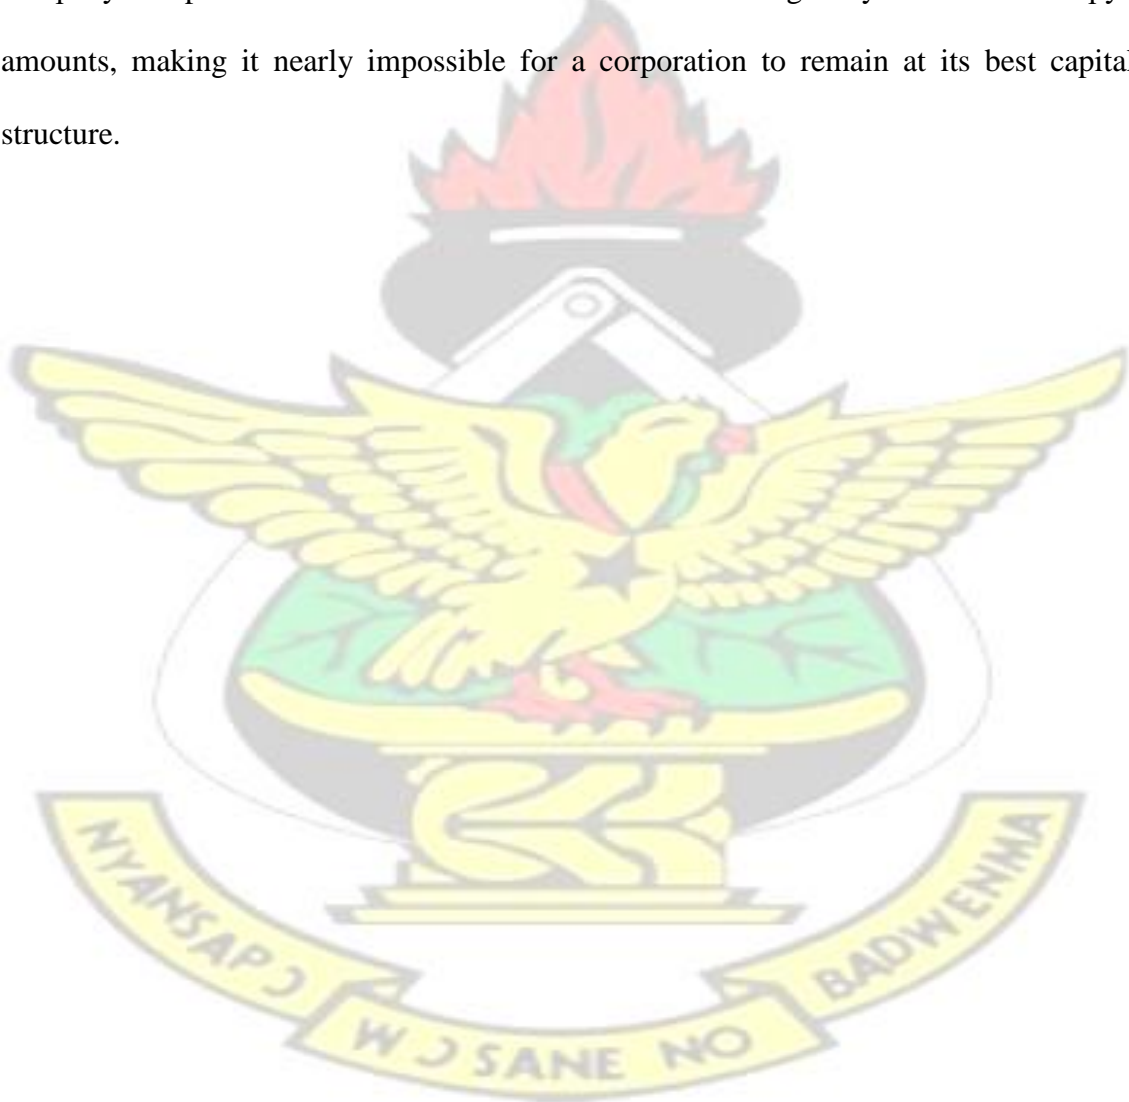 amounts, making it nearly impossible for a corporation to remain at its best capital
structure.
NYANSAPƆ
WƆSANE NO
BADWENMA